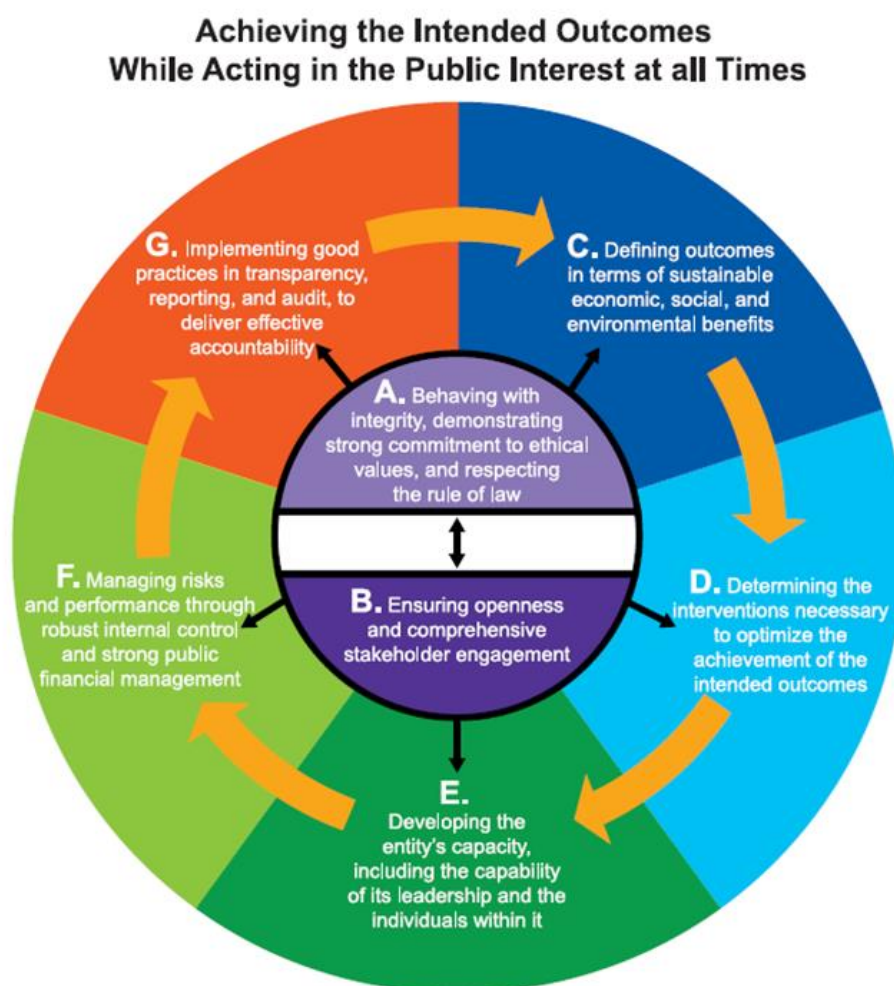 Achieving the Intended Outcomes
While Acting in the Public Interest at all Times
A. Behaving with
integrity, demonstrating
strong commitment to ethical
values, and respecting
the rule of law
B. Ensuring openness
and comprehensive
stakeholder engagement
C. Defining outcomes
in terms of sustainable
economic, social, and
environmental benefits
D. Determining the
interventions necessary
to optimize the
achievement of the
intended outcomes
E.
Developing the
entity's capacity,
including the capability
of its leadership and the
individuals within it
F. Managing risks
and performance through
robust internal control
and strong public
financial management
G. Implementing good
practices in transparency,
reporting, and audit, to
deliver effective
accountability